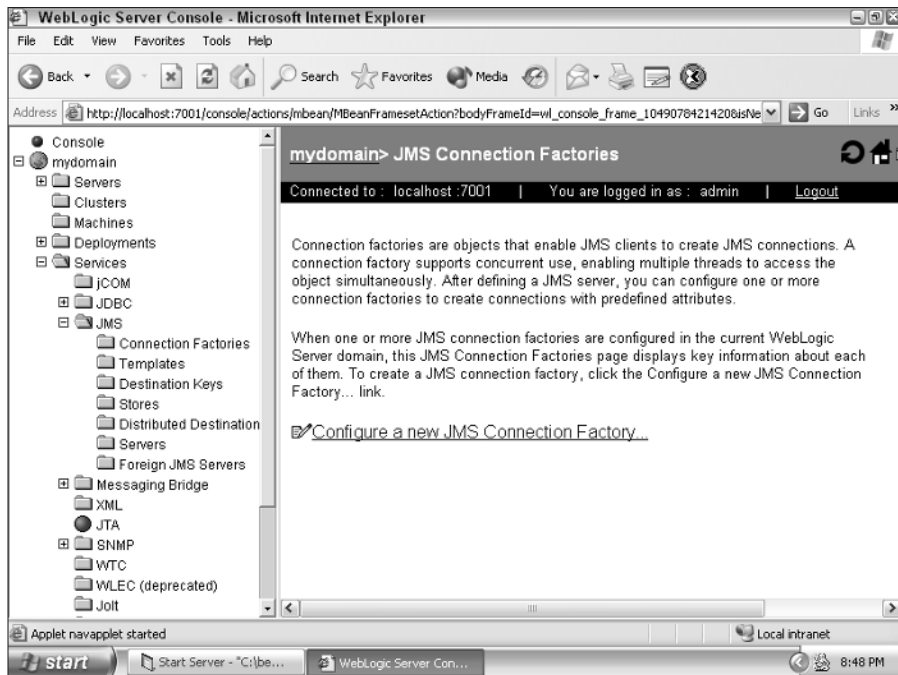 WebLogic Server Console - Microsoft Internet Explorer
File Edit View Favorites Tools Help
Back Search Favorites Media
Address http://localhost:7001/console/actions/mbean/MBeanFramesetAction?bodyFrameId=wl_console_frame_1049078421420&isNe Go Links »
Console
mydomain
Servers
Clusters
Machines
Deployments
Services
jCOM
JDBC
JMS
Connection Factories
Templates
Destination Keys
Stores
Distributed Destination
Servers
Foreign JMS Servers
Messaging Bridge
XML
JTA
SNMP
WTC
WLEC (deprecated)
Jolt
mydomain> JMS Connection Factories
Connected to : localhost :7001 | You are logged in as : admin | Logout
Connection factories are objects that enable JMS clients to create JMS connections. A
connection factory supports concurrent use, enabling multiple threads to access the
object simultaneously. After defining a JMS server, you can configure one or more
connection factories to create connections with predefined attributes.
When one or more JMS connection factories are configured in the current WebLogic
Server domain, this JMS Connection Factories page displays key information about each
of them. To create a JMS connection factory, click the Configure a new JMS Connection
Factory... link.
Configure a new JMS Connection Factory...
Applet navapplet started Local intranet
start Start Server - "C:\be... WebLogic Server Con... 8:48 PM